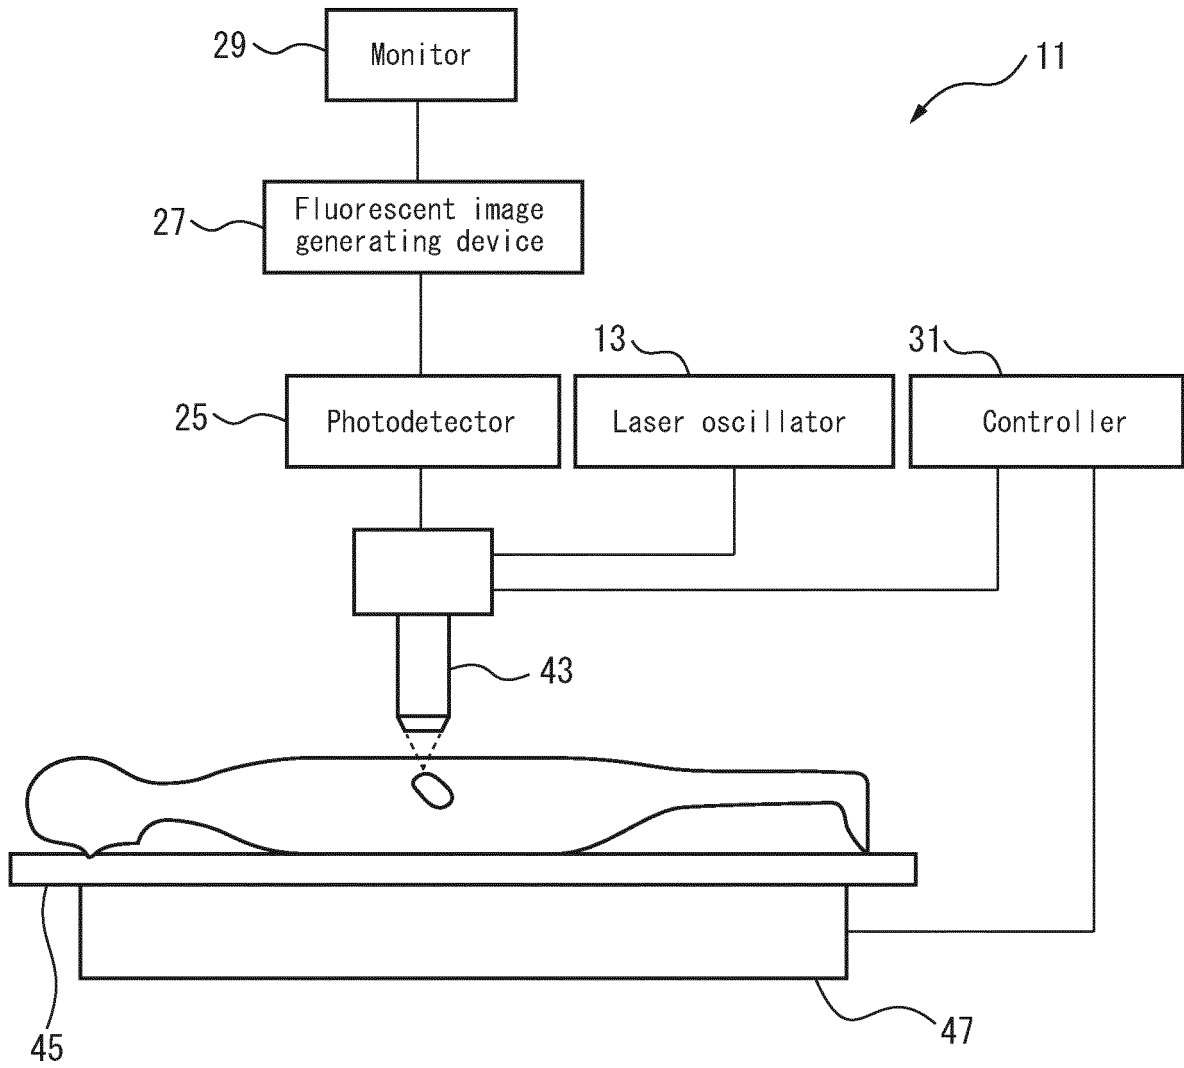 29
Monitor
11
27
Fluorescent image
generating device
13
31
25
Photodetector
Laser oscillator
Controller
43
45
47